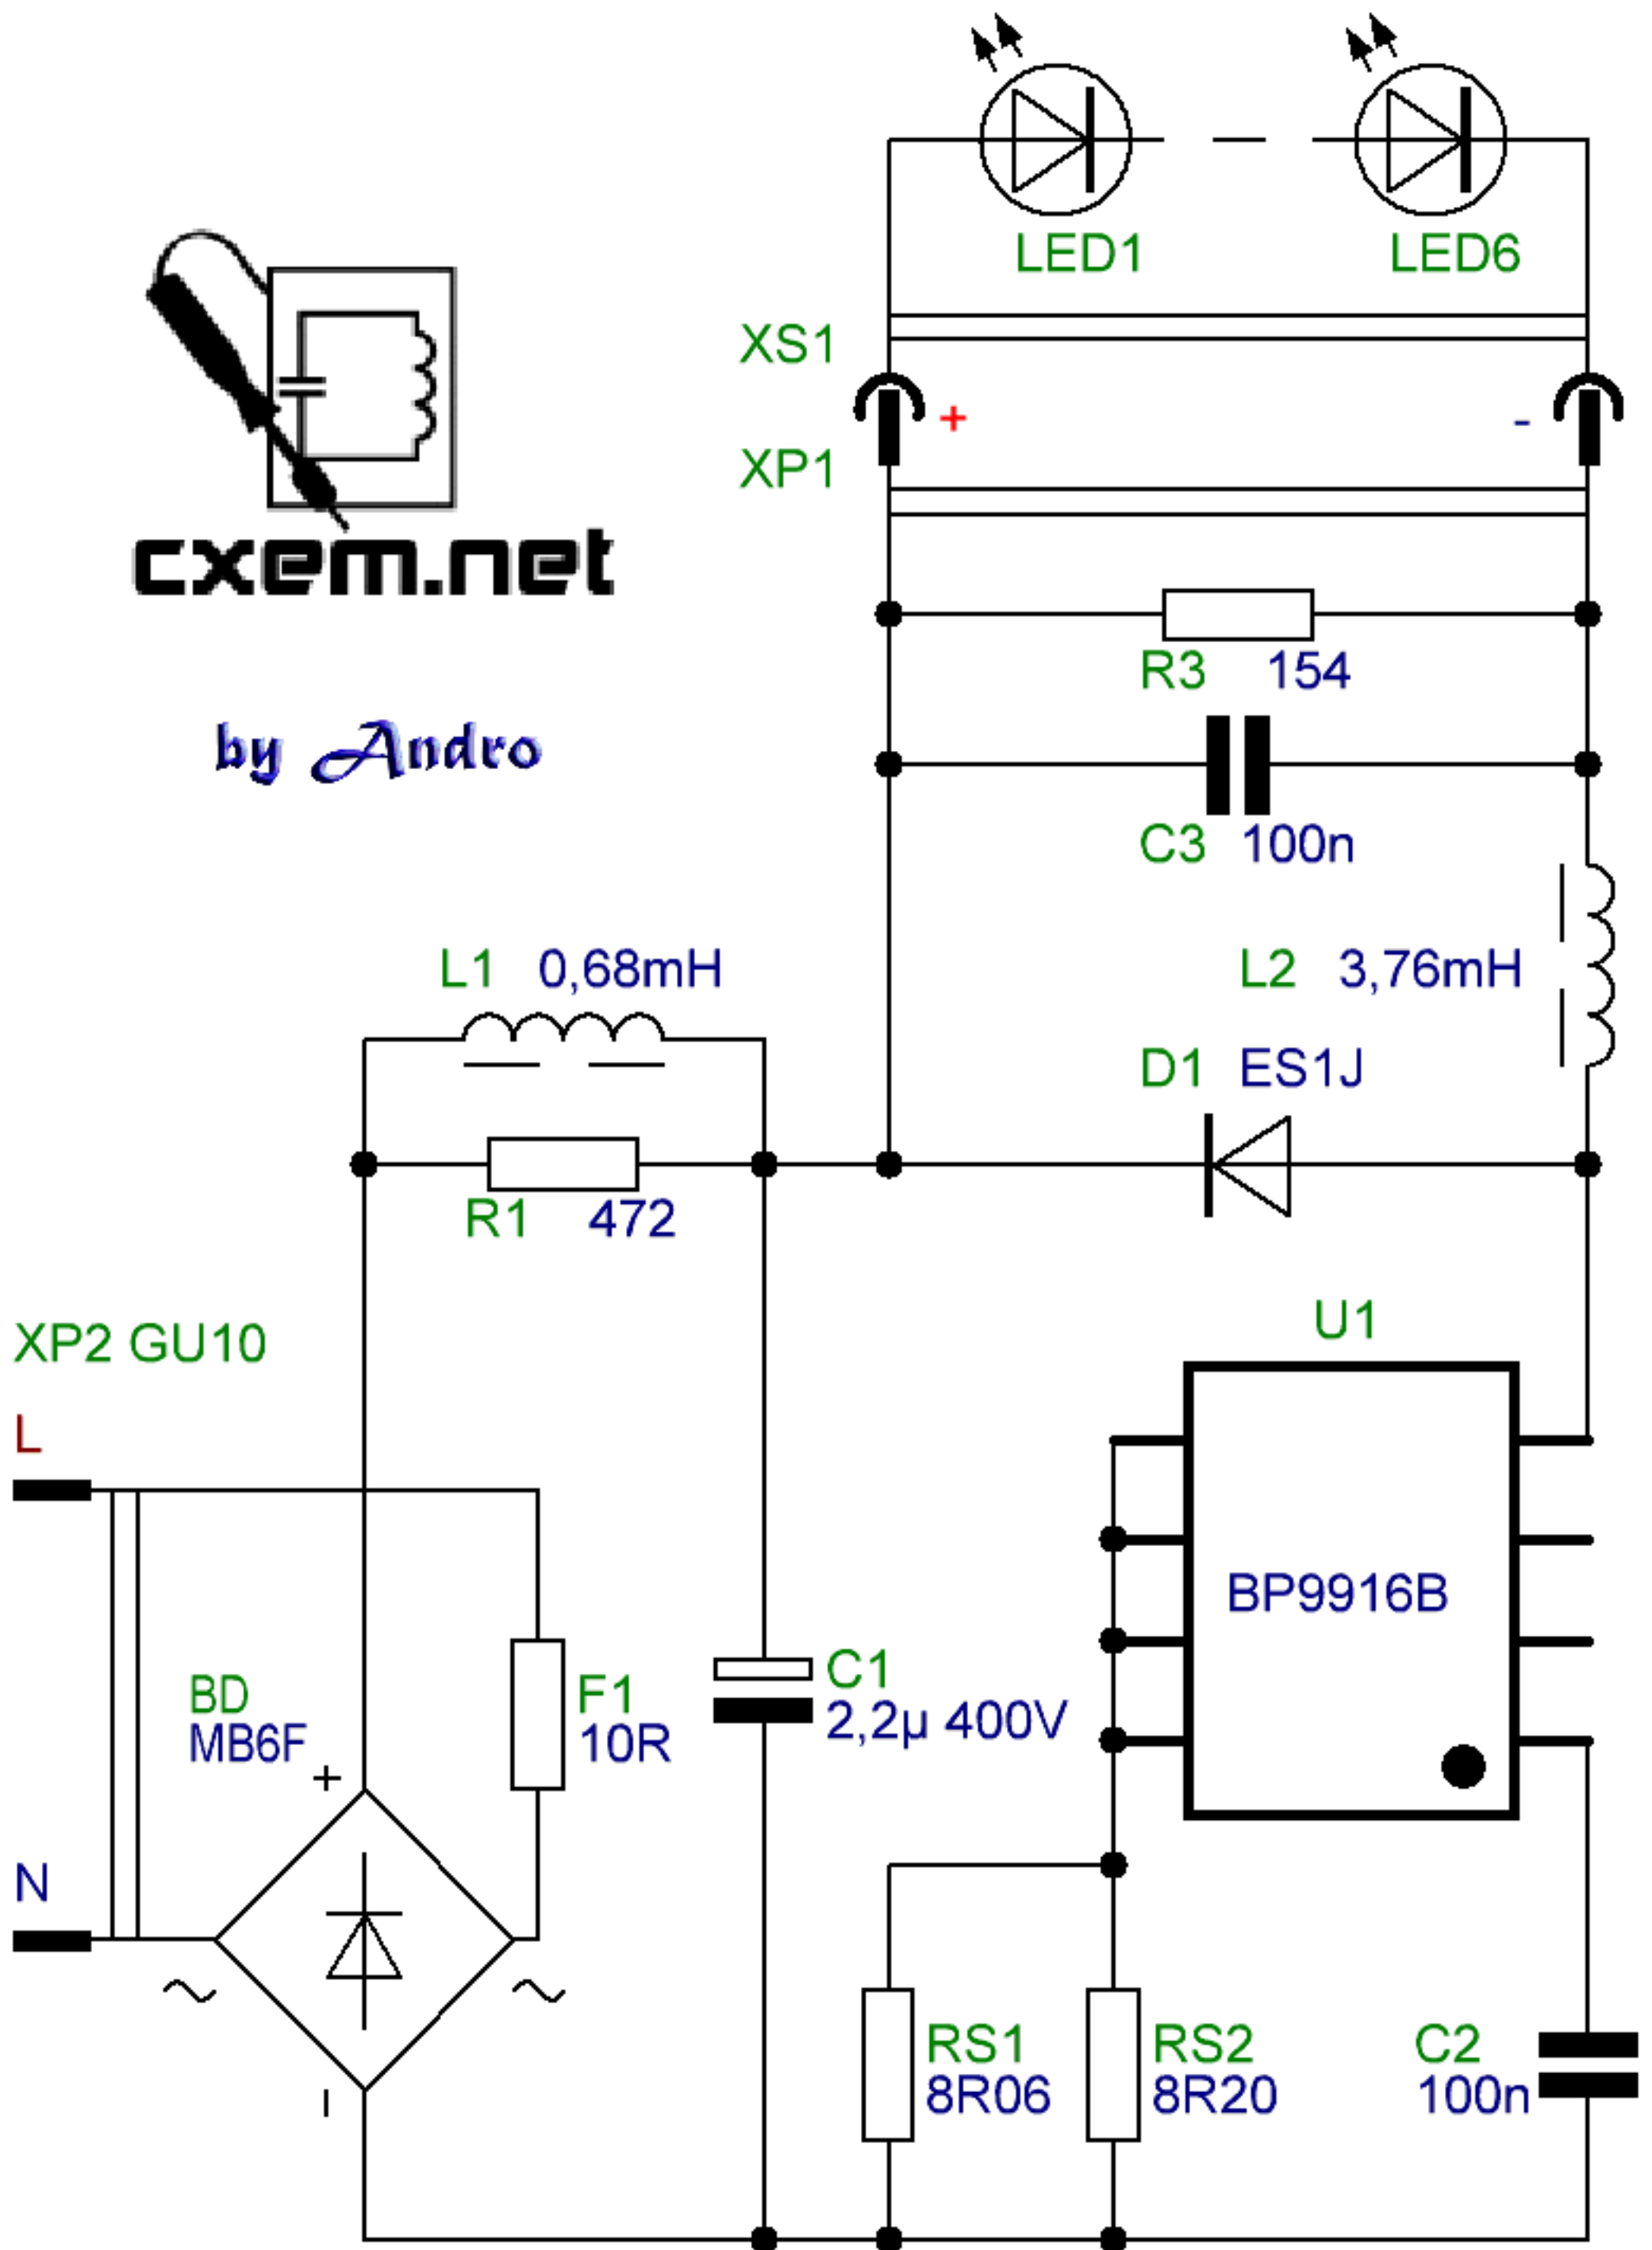 LED1 LED6
XS1
+ -
XP1
cxem.net
R3 154
by Andro
C3 100n
L1 0,68mH L2 3,76mH
D1 ES1J
R1 472
XP2 GU10
U1
L
BP9916B
BD
MB6F
F1
10R
C1
2,2µ 400V
+
N
~ ~
RS1
8R06
RS2
8R20
C2
100n
−